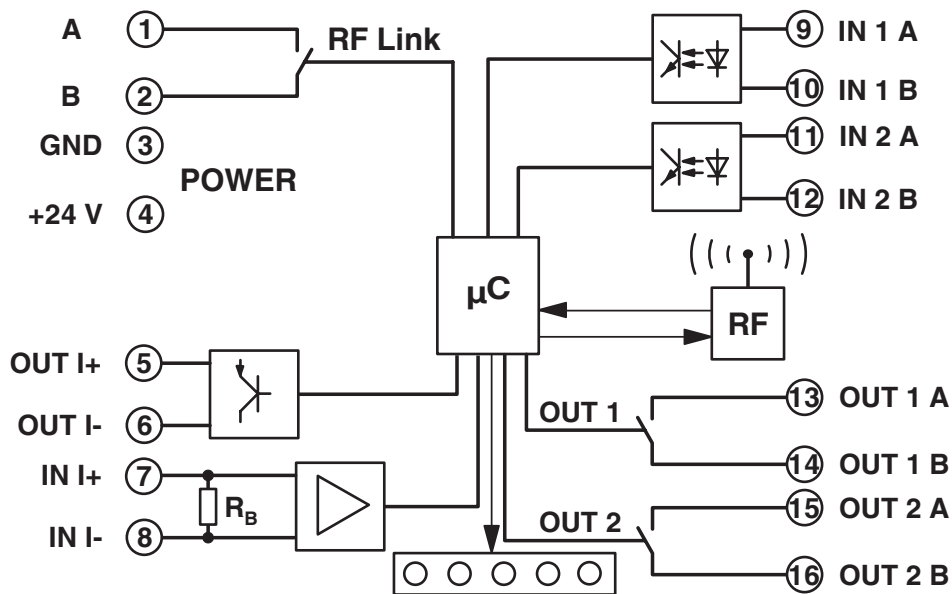 A 1
RF Link
B 2
GND 3
POWER
+24 V 4
9 IN 1 A
10 IN 1 B
11 IN 2 A
12 IN 2 B
µC
RF
OUT I+ 5
OUT I- 6
IN I+ 7
RB
IN I- 8
OUT 1
13 OUT 1 A
14 OUT 1 B
OUT 2
15 OUT 2 A
16 OUT 2 B